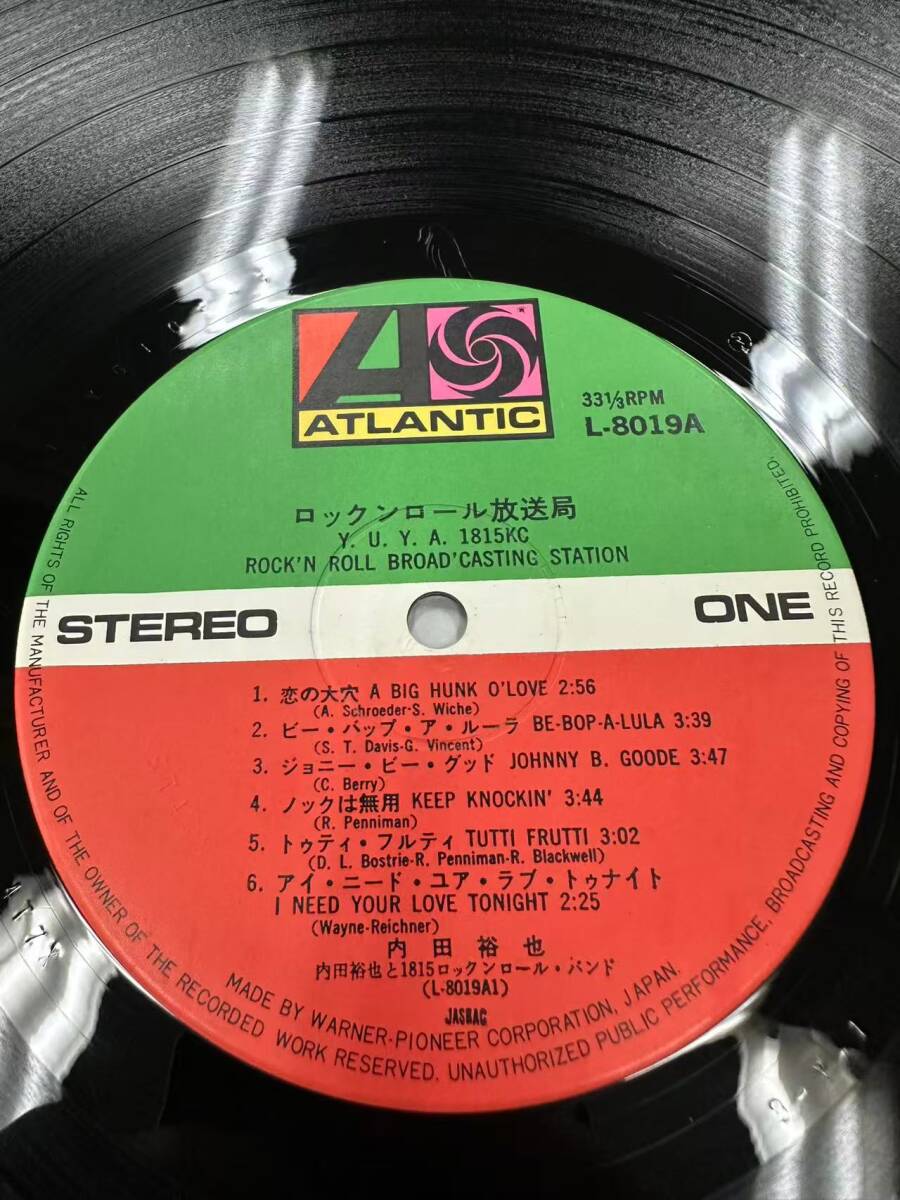 ATLANTIC
33 1/3 RPM
L-8019A
ロックンロール放送局
Y. U. Y. A. 1815KC
ROCK'N ROLL BROAD'CASTING STATION
STEREO
ONE
1. 恋の大穴 A BIG HUNK O'LOVE 2:56
(A. Schroeder-S. Wiche)
2. ビー・バップ・ア・ルーラ BE-BOP-A-LULA 3:39
(S. T. Davis-G. Vincent)
3. ジョニー・ビー・グッド JOHNNY B. GOODE 3:47
(C. Berry)
4. ノックは無用 KEEP KNOCKIN' 3:44
(R. Penniman)
5. トゥティ・フルティ TUTTI FRUTTI 3:02
(D. L. Bostrie-R. Penniman-R. Blackwell)
6. アイ・ニード・ユア・ラブ・トゥナイト
I NEED YOUR LOVE TONIGHT 2:25
(Wayne-Reichner)
内田裕也
内田裕也と1815ロックンロール・バンド
(L-8019A1)
JASRAC
MADE BY WARNER-PIONEER CORPORATION, JAPAN.
ALL RIGHTS OF THE MANUFACTURER AND OF THE OWNER OF THE RECORDED WORK RESERVED. UNAUTHORIZED PUBLIC PERFORMANCE, BROADCASTING AND COPYING OF THIS RECORD PROHIBITED.